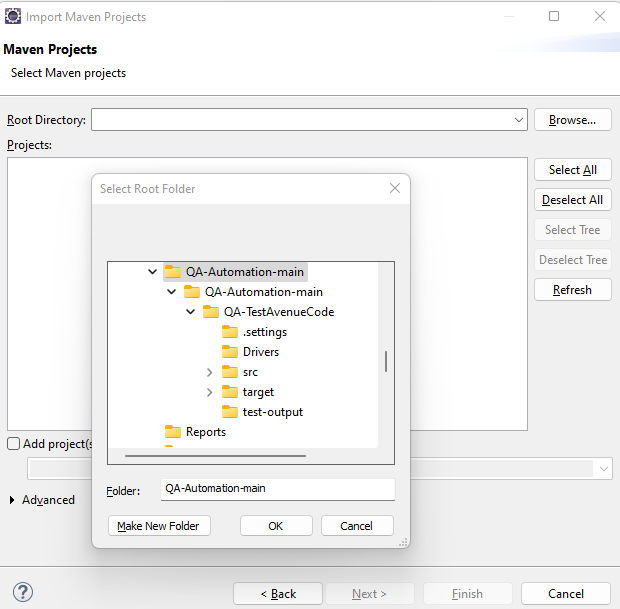 Import Maven Projects
Maven Projects
Select Maven projects
Root Directory:
Browse...
Projects:
Select All
Deselect All
Select Tree
Deselect Tree
Refresh
Select Root Folder
QA-Automation-main
QA-Automation-main
QA-TestAvenueCode
.settings
Drivers
src
target
test-output
Reports
Folder: QA-Automation-main
Make New Folder
OK
Cancel
Add project(s
Advanced
?
< Back
Next >
Finish
Cancel